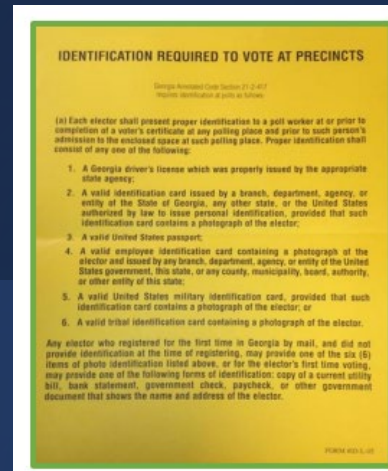 IDENTIFICATION REQUIRED TO VOTE AT PRECINCTS
Georgia Annotated Code Section 21-2-417
requires identification at polls as follows:
(a) Each elector shall present proper identification to a poll worker at or prior to
completion of a voter's certificate at any polling place and prior to such person's
admission to the enclosed space at such polling place. Proper identification shall
consist of any one of the following:
1. A Georgia driver's license which was properly issued by the appropriate
state agency;
2. A valid identification card issued by a branch, department, agency, or
entity of the State of Georgia, any other state, or the United States
authorized by law to issue personal identification, provided that such
identification card contains a photograph of the elector;
3. A valid United States passport;
4. A valid employee identification card containing a photograph of the
elector and issued by any branch, department, agency, or entity of the United
States government, this state, or any county, municipality, board, authority,
or other entity of this state;
5. A valid United States military identification card, provided that such
identification card contains a photograph of the elector; or
6. A valid tribal identification card containing a photograph of the elector.
Any elector who registered for the first time in Georgia by mail, and did not
provide identification at the time of registering, may provide one of the six (6)
items of photo identification listed above, or for the elector's first time voting,
may provide one of the following forms of identification: copy of a current utility
bill, bank statement, government check, paycheck, or other government
document that shows the name and address of the elector.
FORM